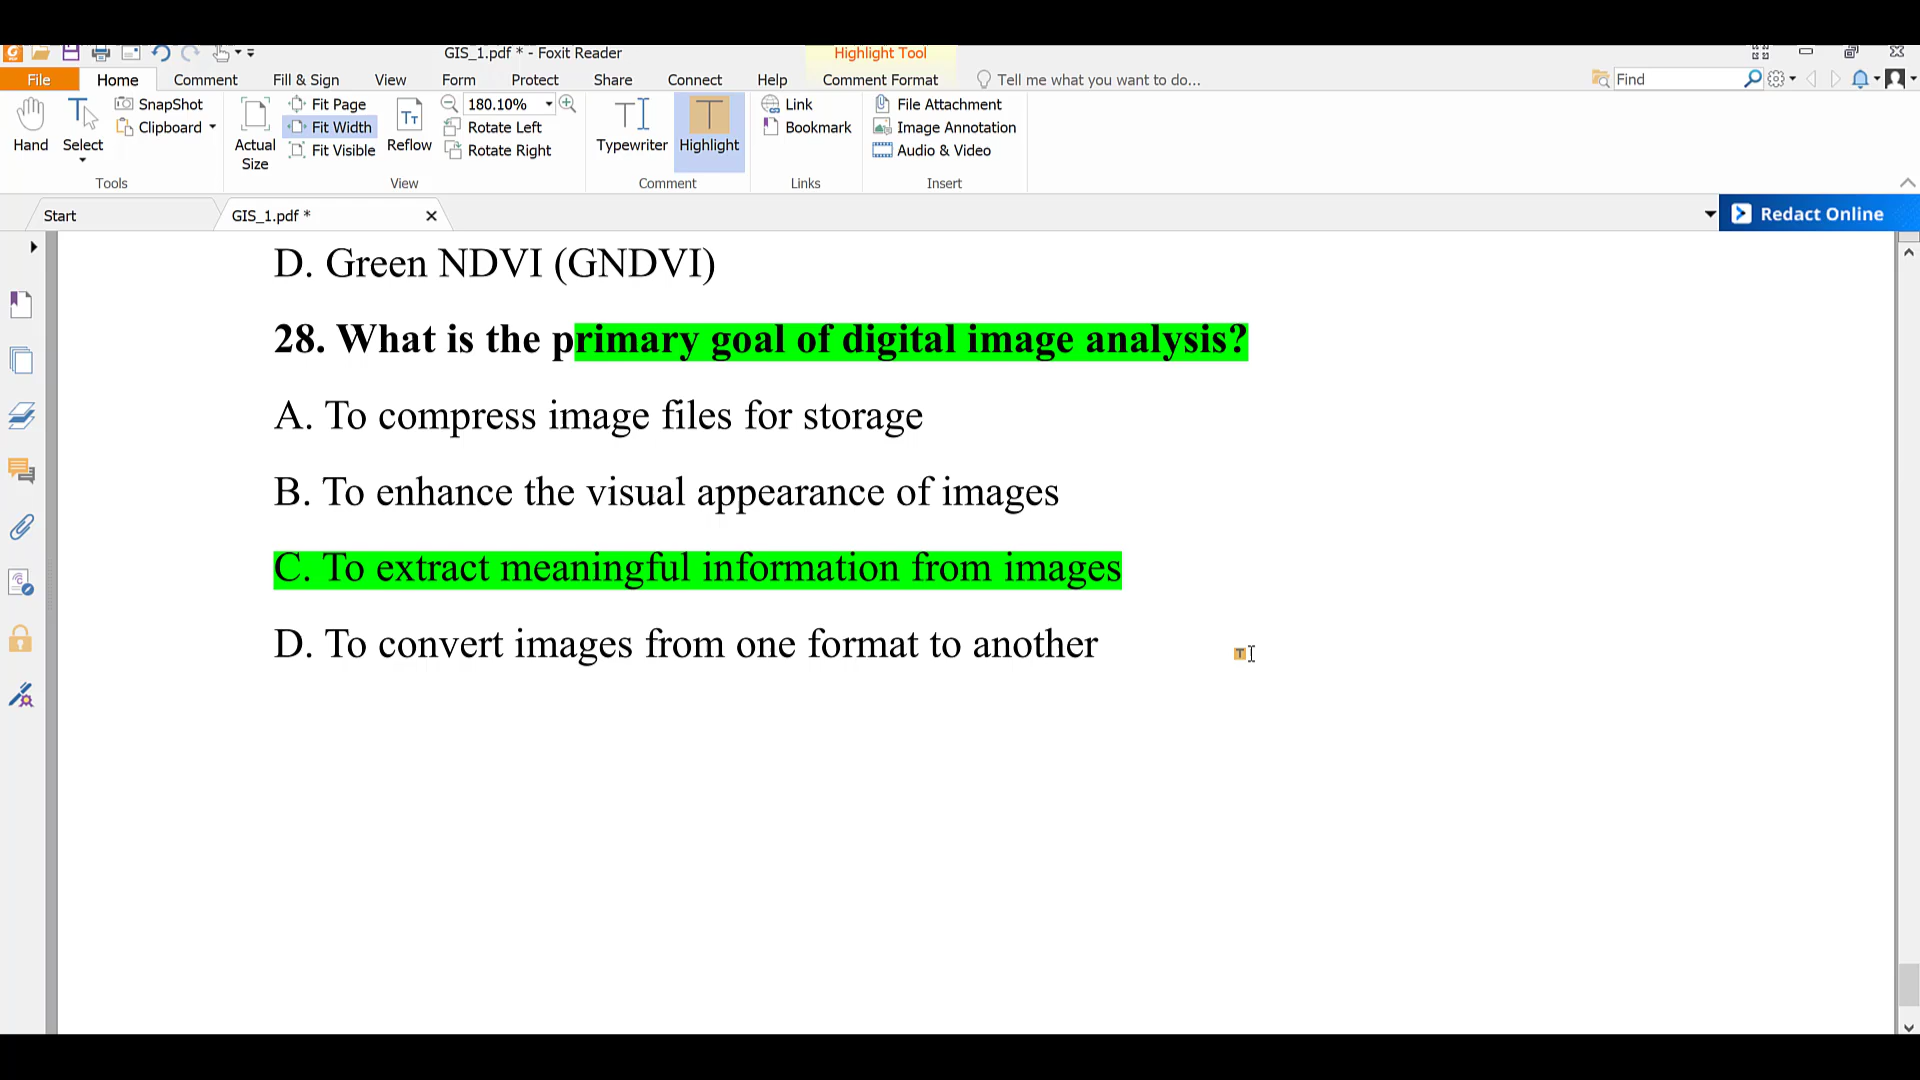 GIS_1.pdf * - Foxit Reader
Highlight Tool
File Home Comment Fill & Sign View Form Protect Share Connect Help Comment Format Tell me what you want to do... Find
Hand
Select
SnapShot
Clipboard
Tools
Actual Size
Fit Page
Fit Width
Fit Visible
Reflow
180.10%
Rotate Left
Rotate Right
View
Typewriter
Highlight
Comment
Link
Bookmark
Links
File Attachment
Image Annotation
Audio & Video
Insert
Start
GIS_1.pdf *
Redact Online
D. Green NDVI (GNDVI)
28. What is the primary goal of digital image analysis?
A. To compress image files for storage
B. To enhance the visual appearance of images
C. To extract meaningful information from images
D. To convert images from one format to another